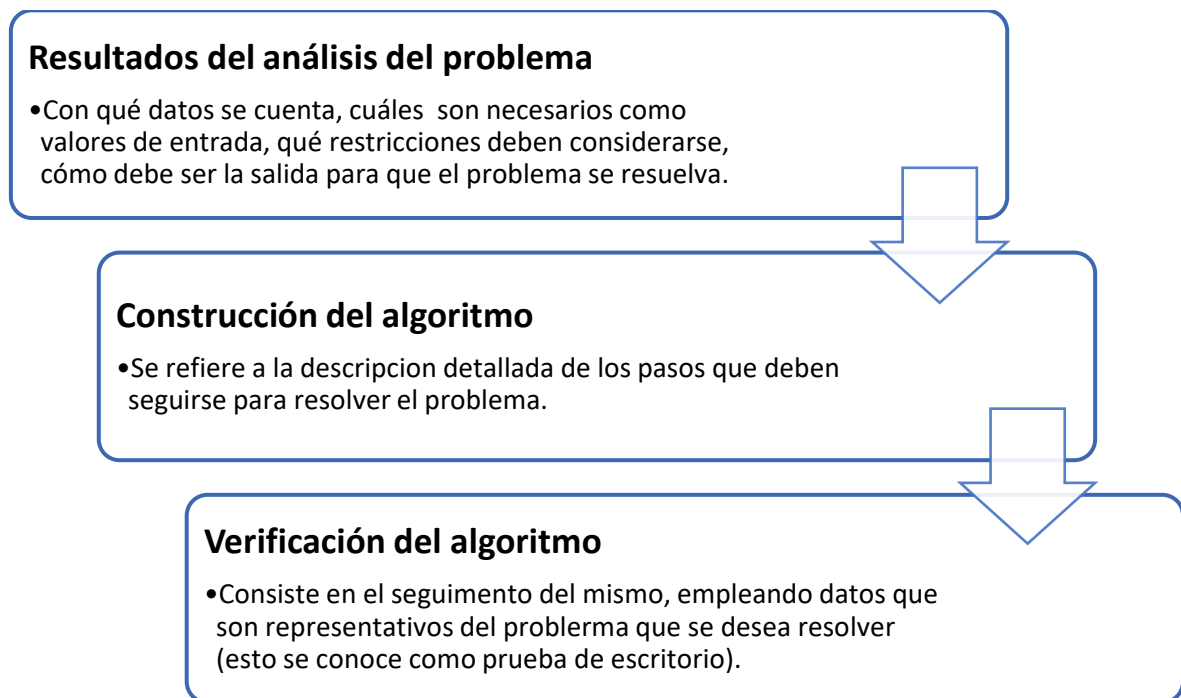 Resultados del análisis del problema
•Con qué datos se cuenta, cuáles son necesarios como
valores de entrada, qué restricciones deben considerarse,
cómo debe ser la salida para que el problema se resuelva.
Construcción del algoritmo
•Se refiere a la descripcion detallada de los pasos que deben
seguirse para resolver el problema.
Verificación del algoritmo
•Consiste en el seguimento del mismo, empleando datos que
son representativos del problerma que se desea resolver
(esto se conoce como prueba de escritorio).